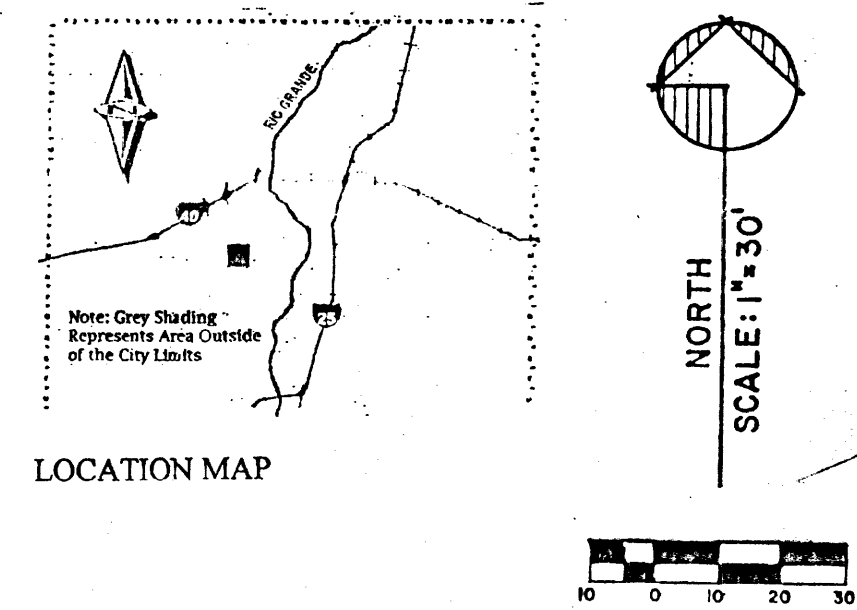 RIO GRANDE
40
25
Note: Grey Shading
Represents Area Outside
of the City Limits
LOCATION MAP
NORTH
SCALE: 1"=30'
10 0 10 20 30